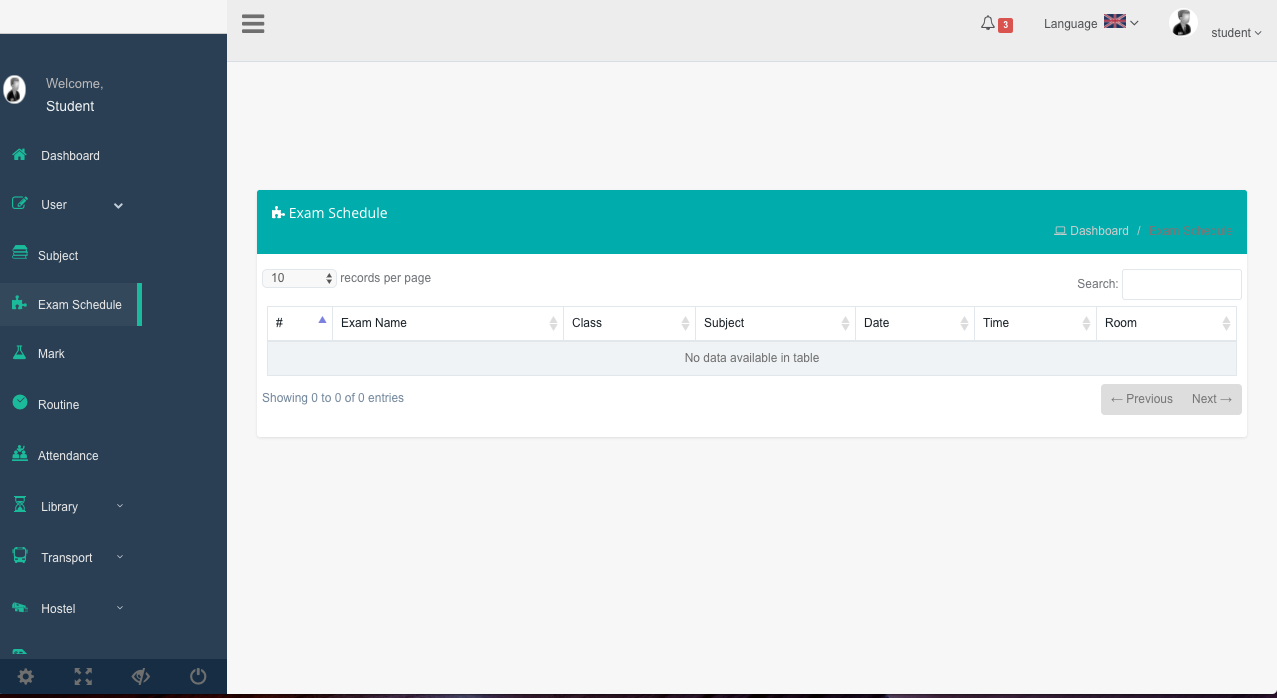 3
Language
student
Welcome,
Student
Dashboard
User
Subject
Exam Schedule
Mark
Routine
Attendance
Library
Transport
Hostel
Exam Schedule
Dashboard / Exam Schedule
10 records per page
Search:
# Exam Name Class Subject Date Time Room
No data available in table
Showing 0 to 0 of 0 entries
← Previous Next →